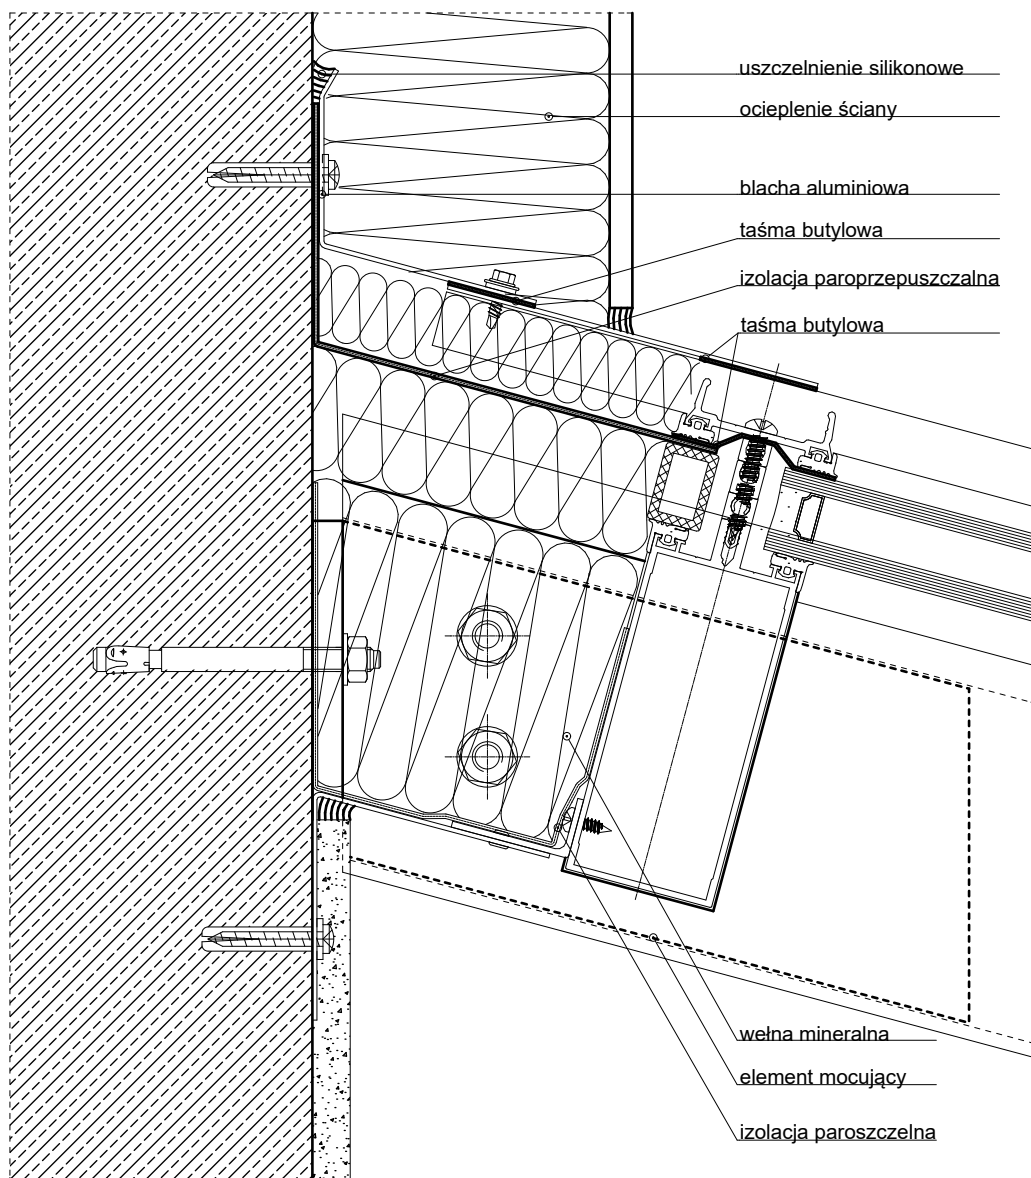 uszczelnienie silikonowe
ocieplenie ściany
blacha aluminiowa
taśma butylowa
izolacja paroprzepuszczalna
taśma butylowa
wełna mineralna
element mocujący
izolacja paroszczelna